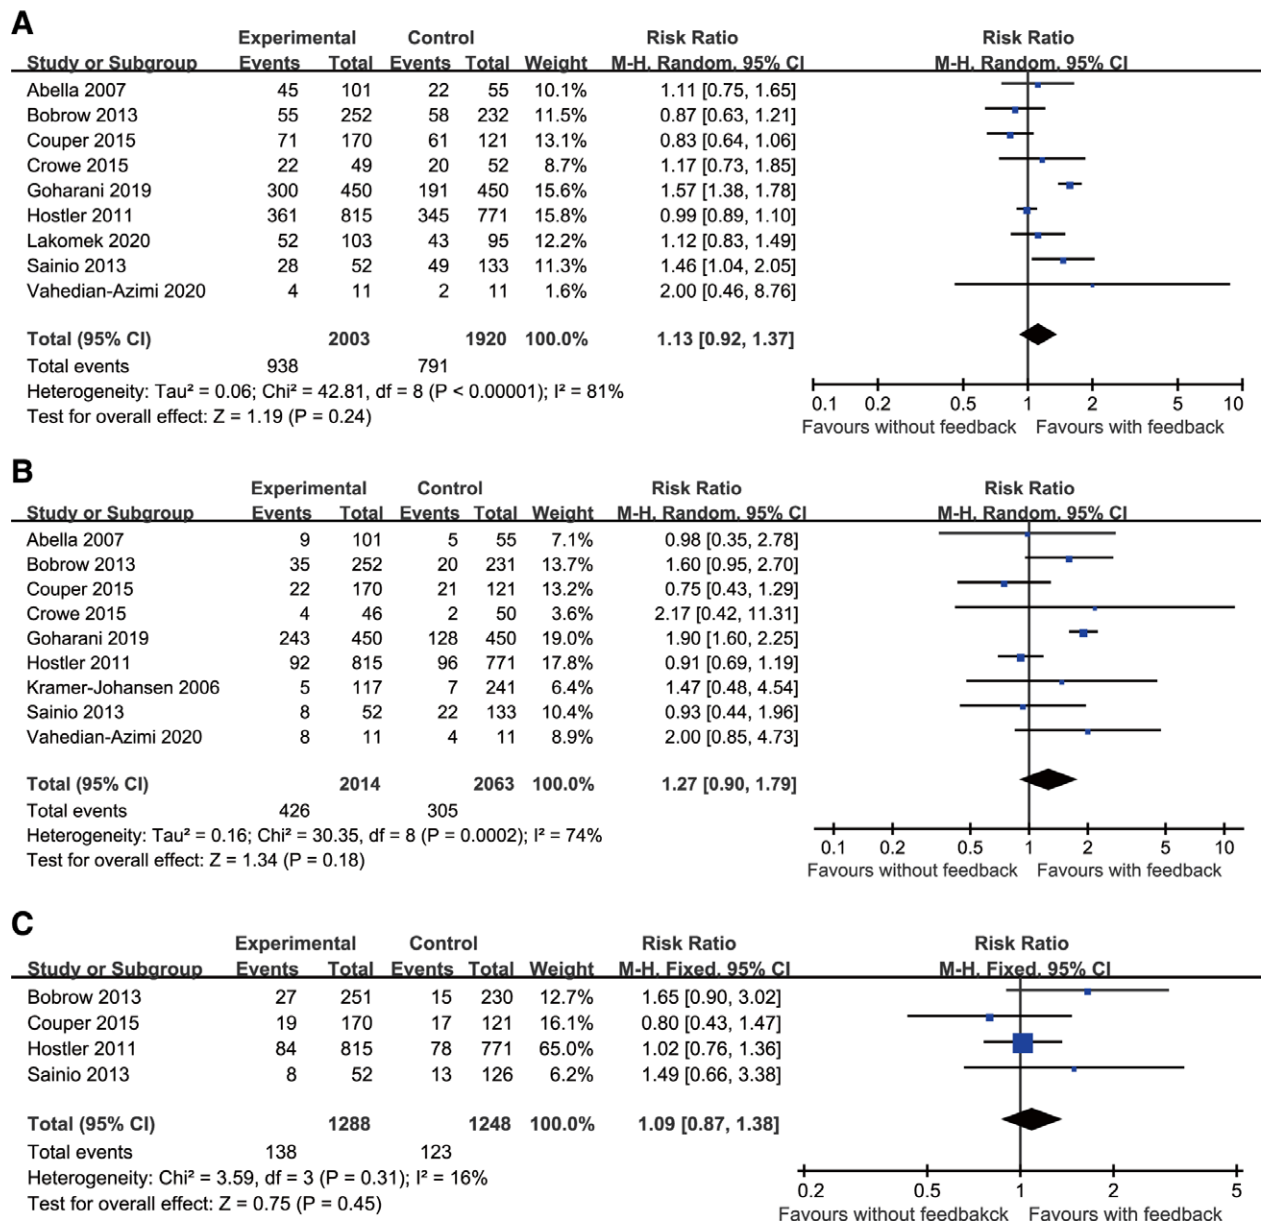 A
Experimental Control Risk Ratio Risk Ratio
Study or Subgroup Events Total Events Total Weight M-H. Random. 95% CI M-H. Random. 95% CI
Abella 2007 45 101 22 55 10.1% 1.11 [0.75, 1.65]
Bobrow 2013 55 252 58 232 11.5% 0.87 [0.63, 1.21]
Couper 2015 71 170 61 121 13.1% 0.83 [0.64, 1.06]
Crowe 2015 22 49 20 52 8.7% 1.17 [0.73, 1.85]
Goharani 2019 300 450 191 450 15.6% 1.57 [1.38, 1.78]
Hostler 2011 361 815 345 771 15.8% 0.99 [0.89, 1.10]
Lakomek 2020 52 103 43 95 12.2% 1.12 [0.83, 1.49]
Sainio 2013 28 52 49 133 11.3% 1.46 [1.04, 2.05]
Vahedian-Azimi 2020 4 11 2 11 1.6% 2.00 [0.46, 8.76]
Total (95% CI) 2003 1920 100.0% 1.13 [0.92, 1.37]
Total events 938 791
Heterogeneity: Tau² = 0.06; Chi² = 42.81, df = 8 (P < 0.00001); I² = 81%
Test for overall effect: Z = 1.19 (P = 0.24)
0.1 0.2 0.5 1 2 5 10
Favours without feedback Favours with feedback
B
Experimental Control Risk Ratio Risk Ratio
Study or Subgroup Events Total Events Total Weight M-H. Random. 95% CI M-H. Random. 95% CI
Abella 2007 9 101 5 55 7.1% 0.98 [0.35, 2.78]
Bobrow 2013 35 252 20 231 13.7% 1.60 [0.95, 2.70]
Couper 2015 22 170 21 121 13.2% 0.75 [0.43, 1.29]
Crowe 2015 4 46 2 50 3.6% 2.17 [0.42, 11.31]
Goharani 2019 243 450 128 450 19.0% 1.90 [1.60, 2.25]
Hostler 2011 92 815 96 771 17.8% 0.91 [0.69, 1.19]
Kramer-Johansen 2006 5 117 7 241 6.4% 1.47 [0.48, 4.54]
Sainio 2013 8 52 22 133 10.4% 0.93 [0.44, 1.96]
Vahedian-Azimi 2020 8 11 4 11 8.9% 2.00 [0.85, 4.73]
Total (95% CI) 2014 2063 100.0% 1.27 [0.90, 1.79]
Total events 426 305
Heterogeneity: Tau² = 0.16; Chi² = 30.35, df = 8 (P = 0.0002); I² = 74%
Test for overall effect: Z = 1.34 (P = 0.18)
0.1 0.2 0.5 1 2 5 10
Favours without feedback Favours with feedback
C
Experimental Control Risk Ratio Risk Ratio
Study or Subgroup Events Total Events Total Weight M-H. Fixed. 95% CI M-H. Fixed. 95% CI
Bobrow 2013 27 251 15 230 12.7% 1.65 [0.90, 3.02]
Couper 2015 19 170 17 121 16.1% 0.80 [0.43, 1.47]
Hostler 2011 84 815 78 771 65.0% 1.02 [0.76, 1.36]
Sainio 2013 8 52 13 126 6.2% 1.49 [0.66, 3.38]
Total (95% CI) 1288 1248 100.0% 1.09 [0.87, 1.38]
Total events 138 123
Heterogeneity: Chi² = 3.59, df = 3 (P = 0.31); I² = 16%
Test for overall effect: Z = 0.75 (P = 0.45)
0.2 0.5 1 2 5
Favours without feedbakck Favours with feedback